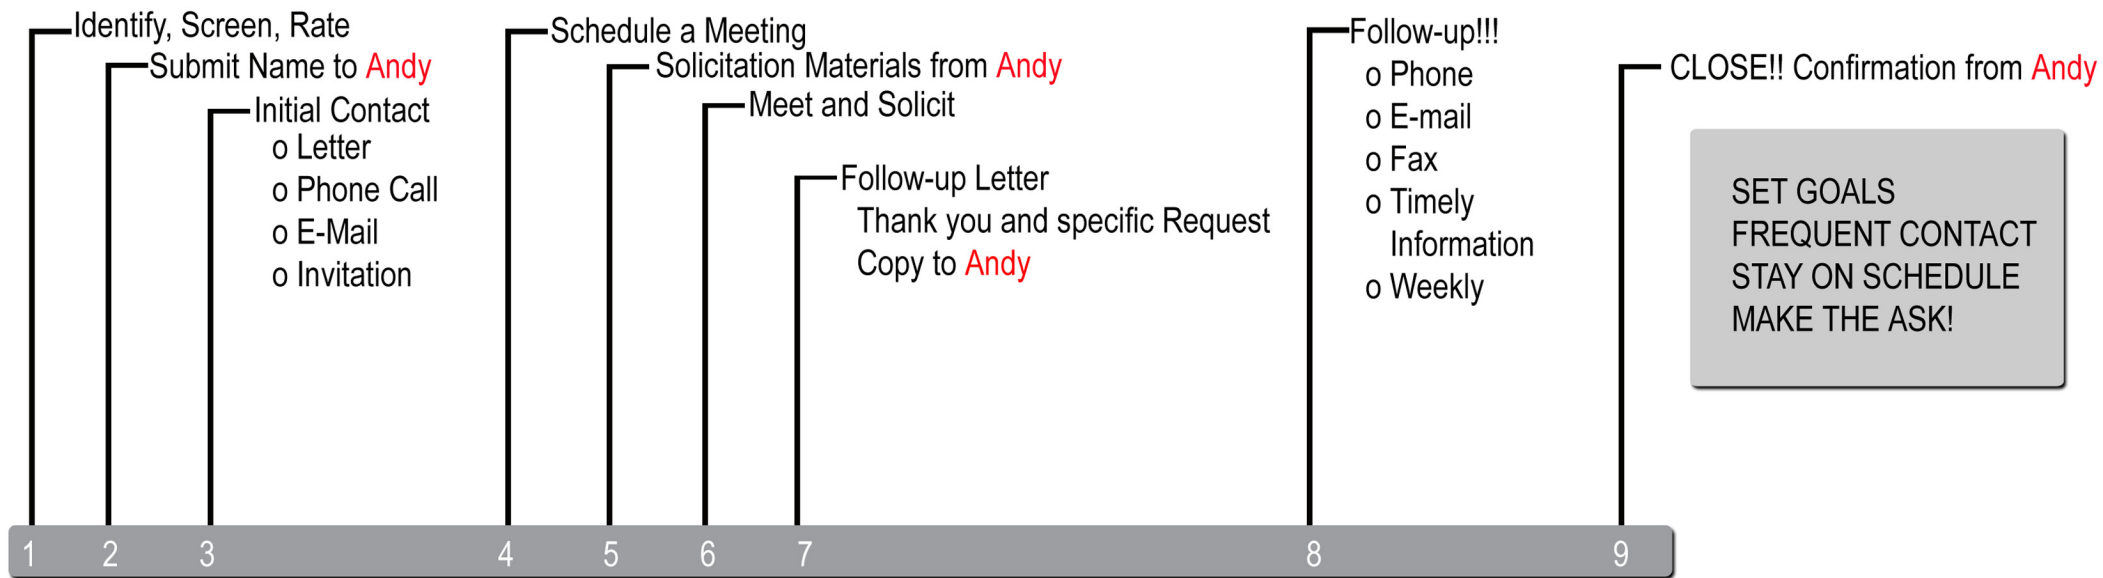 Identify, Screen, Rate
Submit Name to Andy
Initial Contact
o Letter
o Phone Call
o E-Mail
o Invitation
Schedule a Meeting
Solicitation Materials from Andy
Meet and Solicit
Follow-up Letter
Thank you and specific Request
Copy to Andy
Follow-up!!!
o Phone
o E-mail
o Fax
o Timely
Information
o Weekly
CLOSE!! Confirmation from Andy
SET GOALS
FREQUENT CONTACT
STAY ON SCHEDULE
MAKE THE ASK!
1 2 3 4 5 6 7 8 9